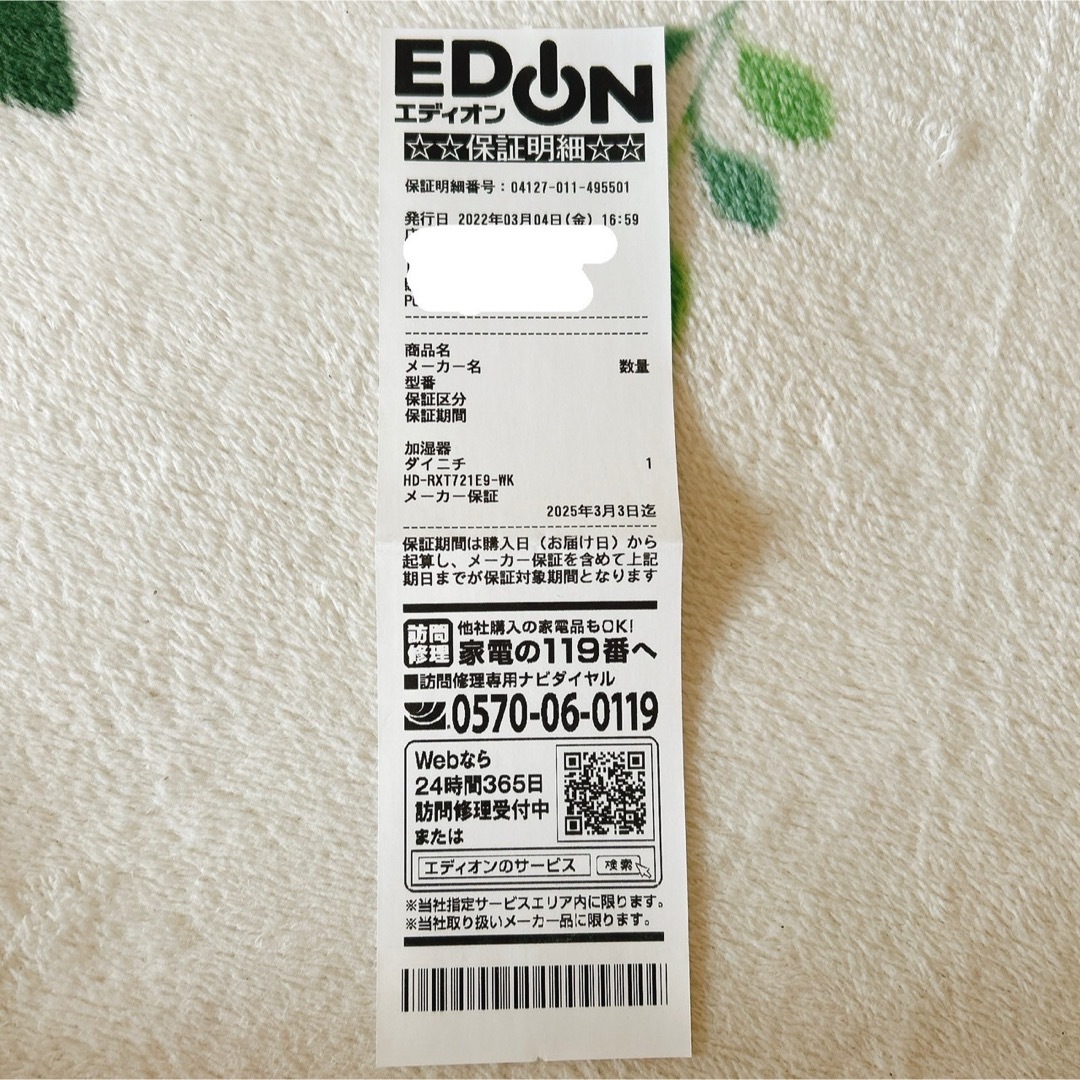 EDION
エディオン
☆☆保証明細☆☆
保証明細番号：04127-011-495501
発行日 2022年03月04日(金) 16:59
商品名
メーカー名 数量
型番
保証区分
保証期間
加湿器
ダイニチ 1
HD-RXT721E9-WK
メーカー保証
2025年3月3日迄
保証期間は購入日（お届け日）から
起算し、メーカー保証を含めて上記
期日までが保証対象期間となります
訪問修理 他社購入の家電品もOK!
家電の119番へ
■訪問修理専用ナビダイヤル
0570-06-0119
Webなら
24時間365日
訪問修理受付中
または
エディオンのサービス 検索
※当社指定サービスエリア内に限ります。
※当社取り扱いメーカー品に限ります。